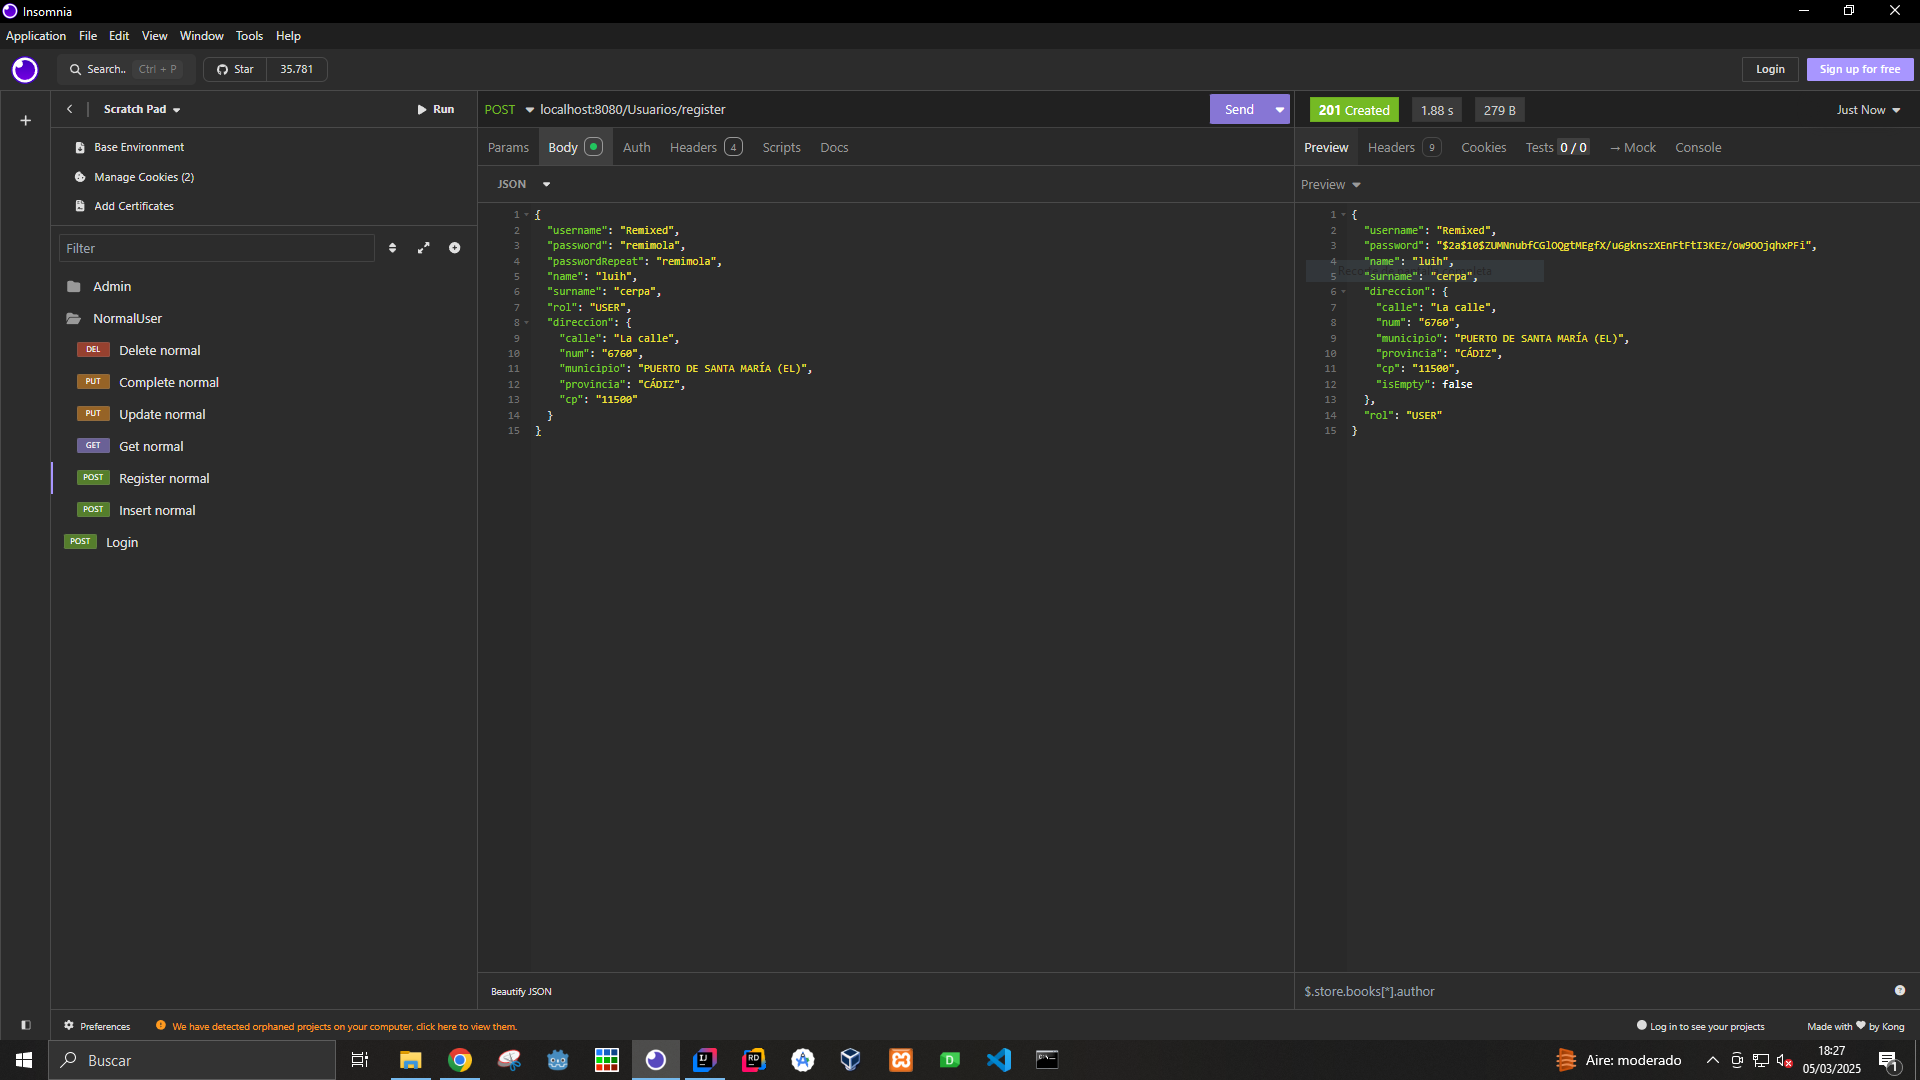 Insomnia
Application File Edit View Window Tools Help
Search.. Ctrl + P Star 35.781 Login Sign up for free
Scratch Pad Run
Base Environment
Manage Cookies (2)
Add Certificates
Filter
Admin
NormalUser
DEL Delete normal
PUT Complete normal
PUT Update normal
GET Get normal
POST Register normal
POST Insert normal
POST Login
POST localhost:8080/Usuarios/register Send
Params Body Auth Headers 4 Scripts Docs
JSON
1 {
2 "username": "Remixed",
3 "password": "remimola",
4 "passwordRepeat": "remimola",
5 "name": "luih",
6 "surname": "cerpa",
7 "rol": "USER",
8 "direccion": {
9 "calle": "La calle",
10 "num": "6760",
11 "municipio": "PUERTO DE SANTA MARÍA (EL)",
12 "provincia": "CÁDIZ",
13 "cp": "11500"
14 }
15 }
Beautify JSON
201 Created 1.88 s 279 B Just Now
Preview Headers 9 Cookies Tests 0 / 0 → Mock Console
Preview
1 {
2 "username": "Remixed",
3 "password": "$2a$10$ZUMNnubfCGlOQgtMEgfX/u6gknszXEnFtFtI3KEz/ow9OOjqhxPFi",
4 "name": "luih",
5 "surname": "cerpa",
6 "direccion": {
7 "calle": "La calle",
8 "num": "6760",
9 "municipio": "PUERTO DE SANTA MARÍA (EL)",
10 "provincia": "CÁDIZ",
11 "cp": "11500",
12 "isEmpty": false
13 },
14 "rol": "USER"
15 }
$.store.books[*].author
Preferences We have detected orphaned projects on your computer, click here to view them. Log in to see your projects Made with ♥ by Kong
Buscar
Aire: moderado
18:27
05/03/2025
1